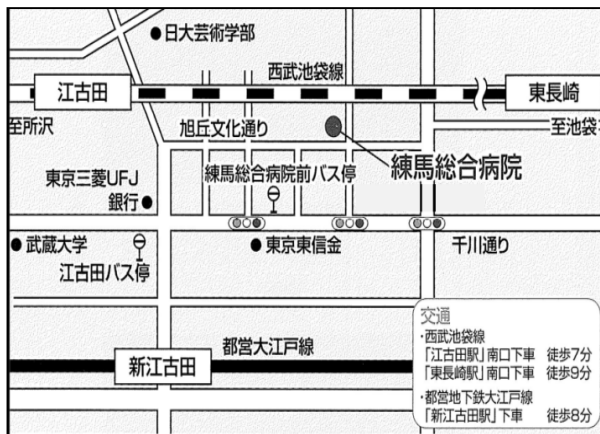 日大芸術学部
西武池袋線
江古田
東長崎
至所沢
旭丘文化通り
至池袋
東京三菱UFJ
銀行
練馬総合病院前バス停
練馬総合病院
武蔵大学
江古田バス停
東京東信金
千川通り
都営大江戸線
新江古田
交通
・西武池袋線
「江古田駅」南口下車 徒歩7分
「東長崎駅」南口下車 徒歩9分
・都営地下鉄大江戸線
「新江古田駅」下車 徒歩8分